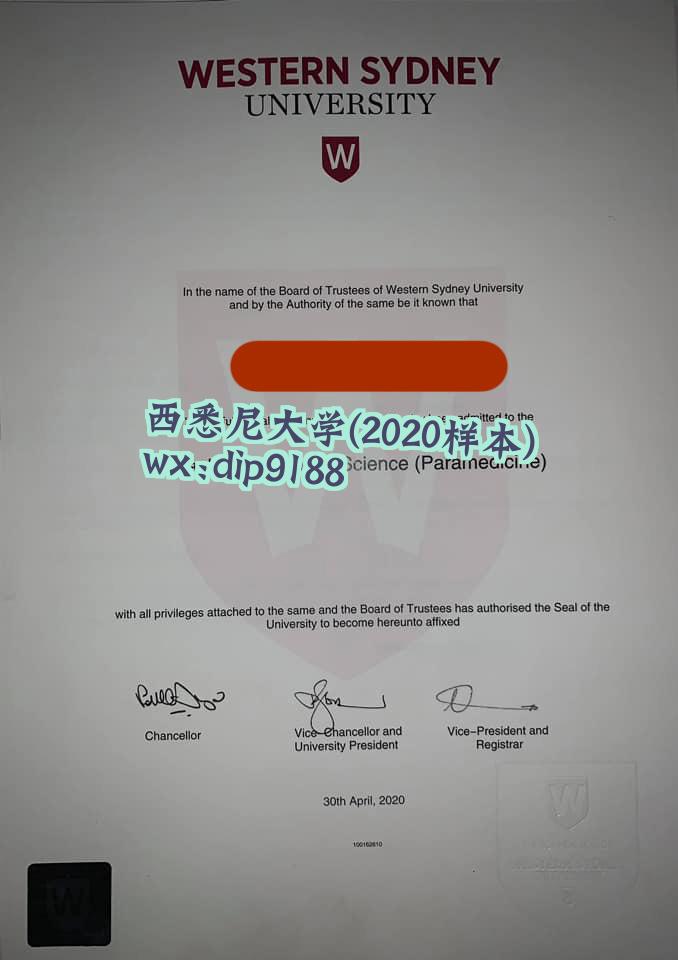 WESTERN SYDNEY
UNIVERSITY
W
In the name of the Board of Trustees of Western Sydney University
and by the Authority of the same be it known that
admitted to the
西悉尼大学(2020样本)
wx:dip9188
Science (Paramedicine)
with all privileges attached to the same and the Board of Trustees has authorised the Seal of the
University to become hereunto affixed
Chancellor
Vice-Chancellor and
University President
Vice-President and
Registrar
30th April, 2020
100162610
W
W